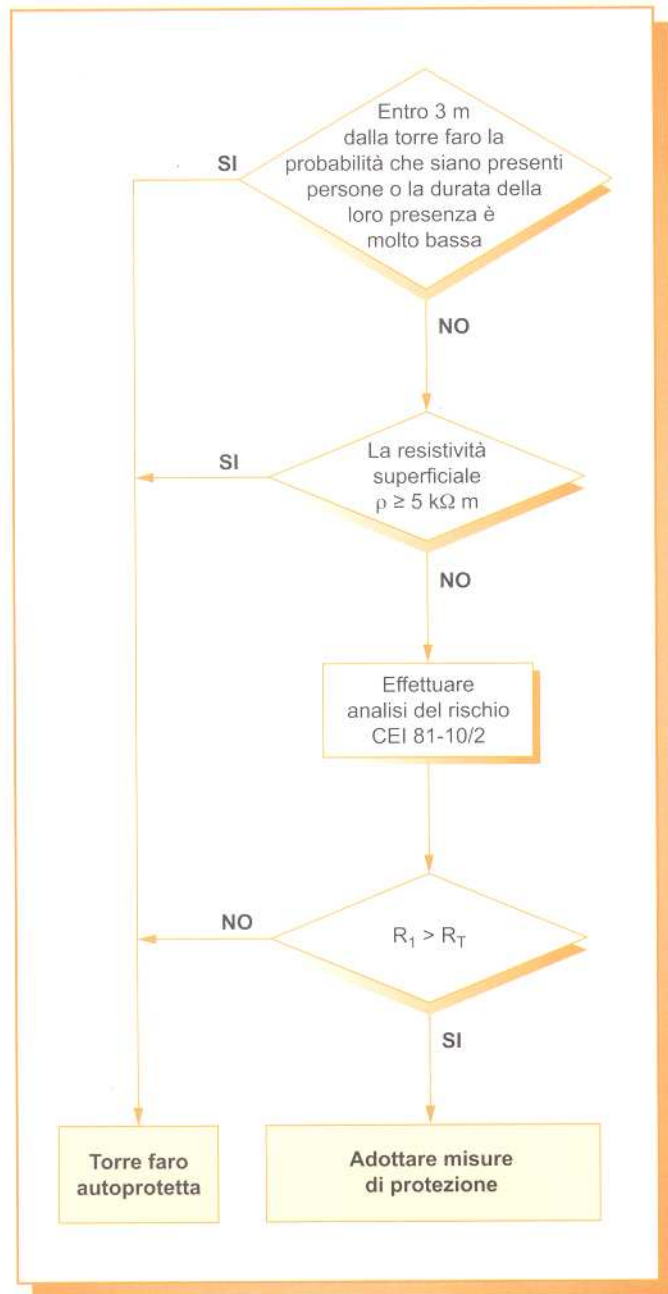 Entro 3 m
dalla torre faro la
probabilità che siano presenti
persone o la durata della
loro presenza è
molto bassa
SI
NO
La resistività
superficiale
ρ ≥ 5 kΩ m
SI
NO
Effettuare
analisi del rischio
CEI 81-10/2
R₁ > R_T
NO
SI
Torre faro
autoprotetta
Adottare misure
di protezione